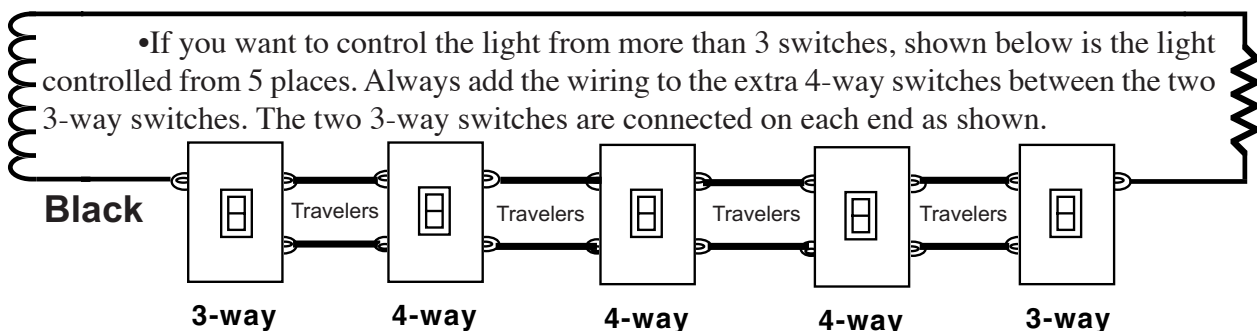 •If you want to control the light from more than 3 switches, shown below is the light
controlled from 5 places. Always add the wiring to the extra 4-way switches between the two
3-way switches. The two 3-way switches are connected on each end as shown.
Black
Travelers
Travelers
Travelers
Travelers
3-way
4-way
4-way
4-way
3-way